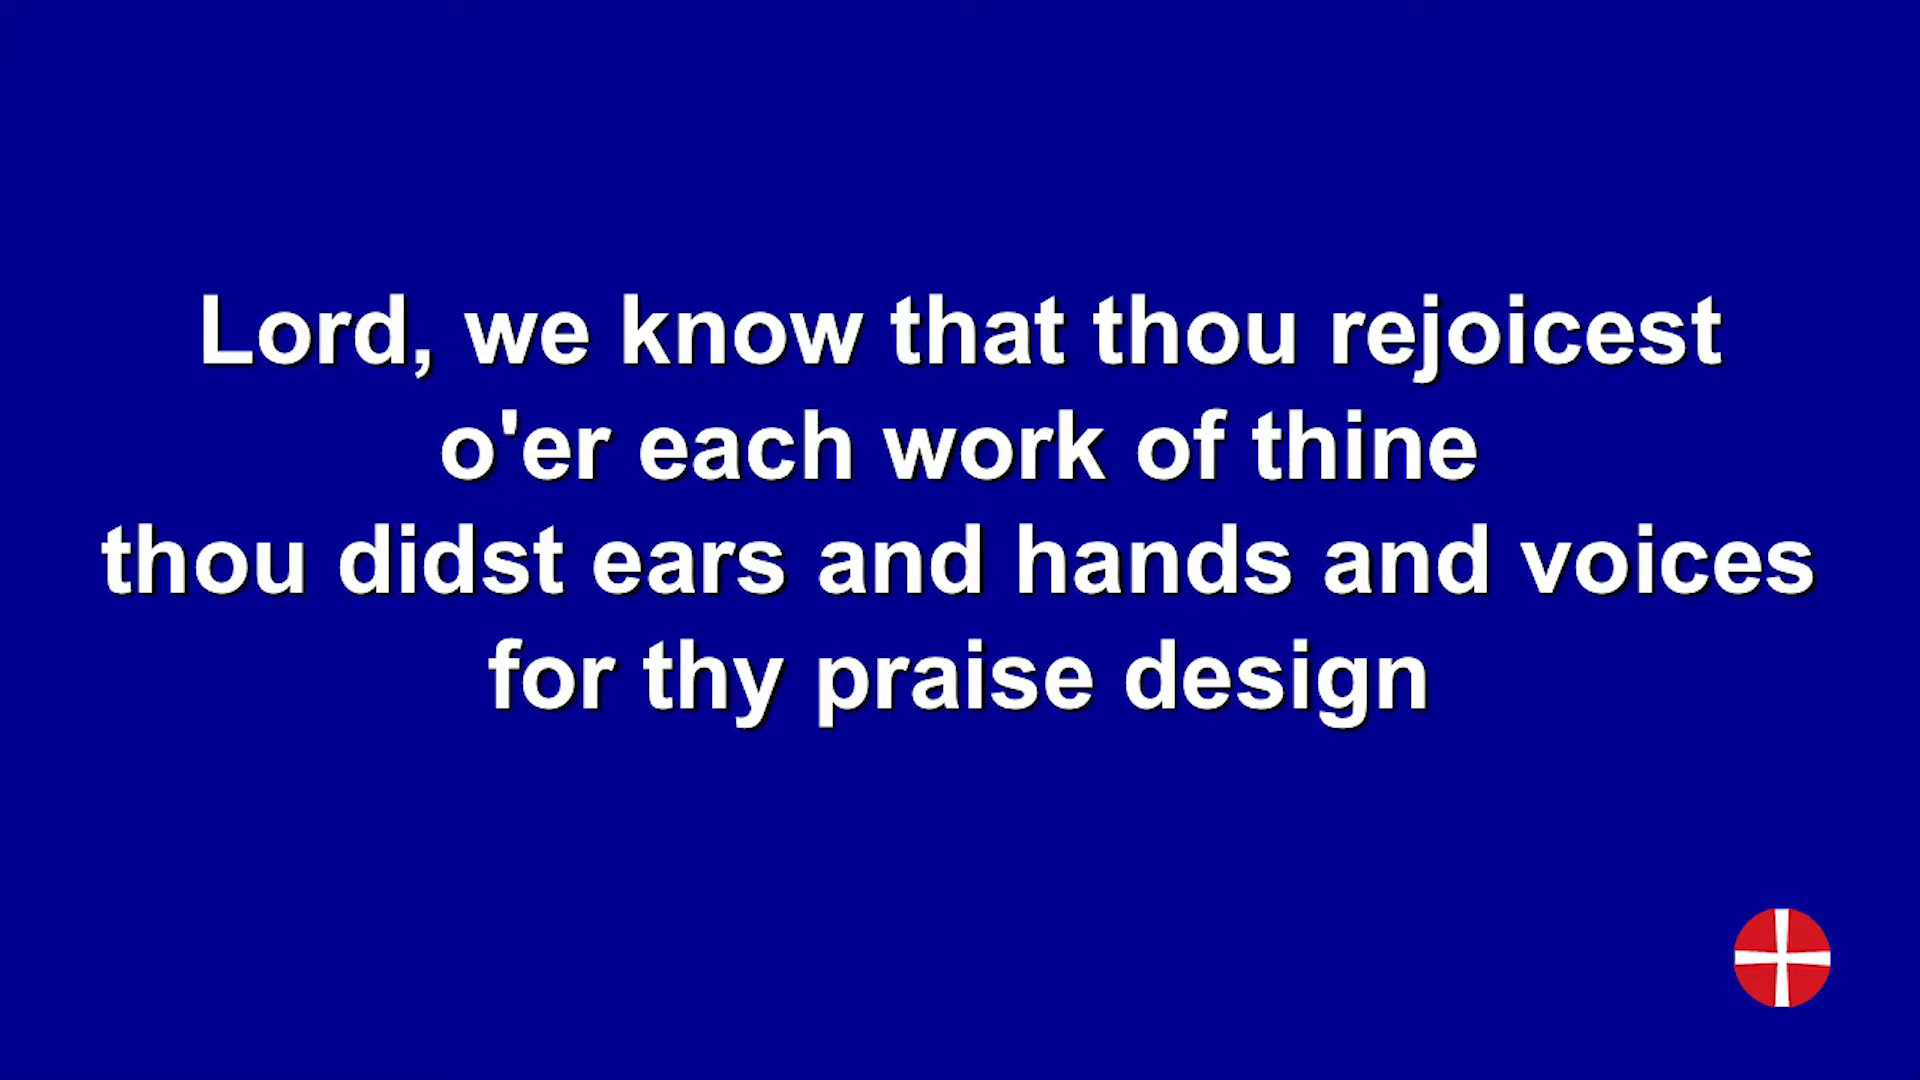 Lord, we know that thou rejoicest
o'er each work of thine
thou didst ears and hands and voices
for thy praise design